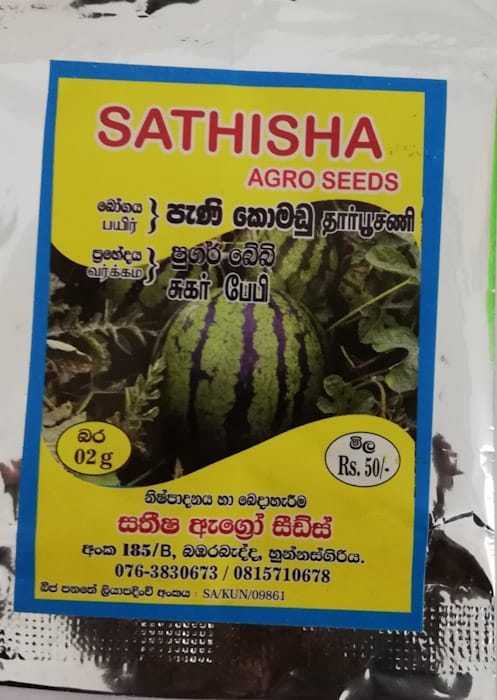 SATHISHA
AGRO SEEDS
බෝගය } පැණි කොමඩු தார்பூசணி
பயிர்
ප්‍රභේදය } ෂුගර් බේබි
வர்க்கம் சுகர் பேபி
බර
02 g
මිල
Rs. 50/-
නිෂ්පාදනය හා බෙදාහැරීම
සතීෂ ඇග්‍රෝ සීඩ්ස්
අංක 185/B, බඹරබැද්ද, හුන්නස්ගිරිය.
076-3830673 / 0815710678
බීජ පනතේ ලියාපදිංචි අංකය : SA/KUN/09861